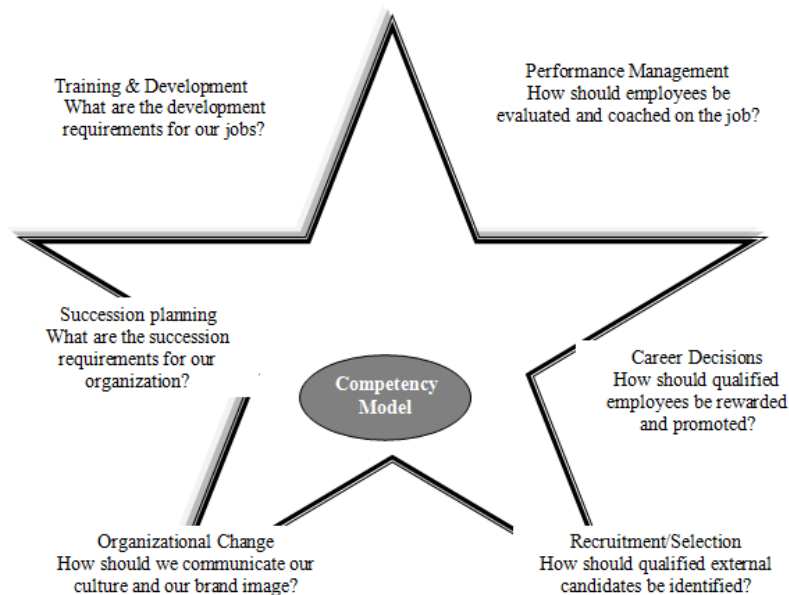 Training & Development
What are the development
requirements for our jobs?
Performance Management
How should employees be
evaluated and coached on the job?
Succession planning
What are the succession
requirements for our
organization?
Competency
Model
Career Decisions
How should qualified
employees be rewarded
and promoted?
Organizational Change
How should we communicate our
culture and our brand image?
Recruitment/Selection
How should qualified external
candidates be identified?